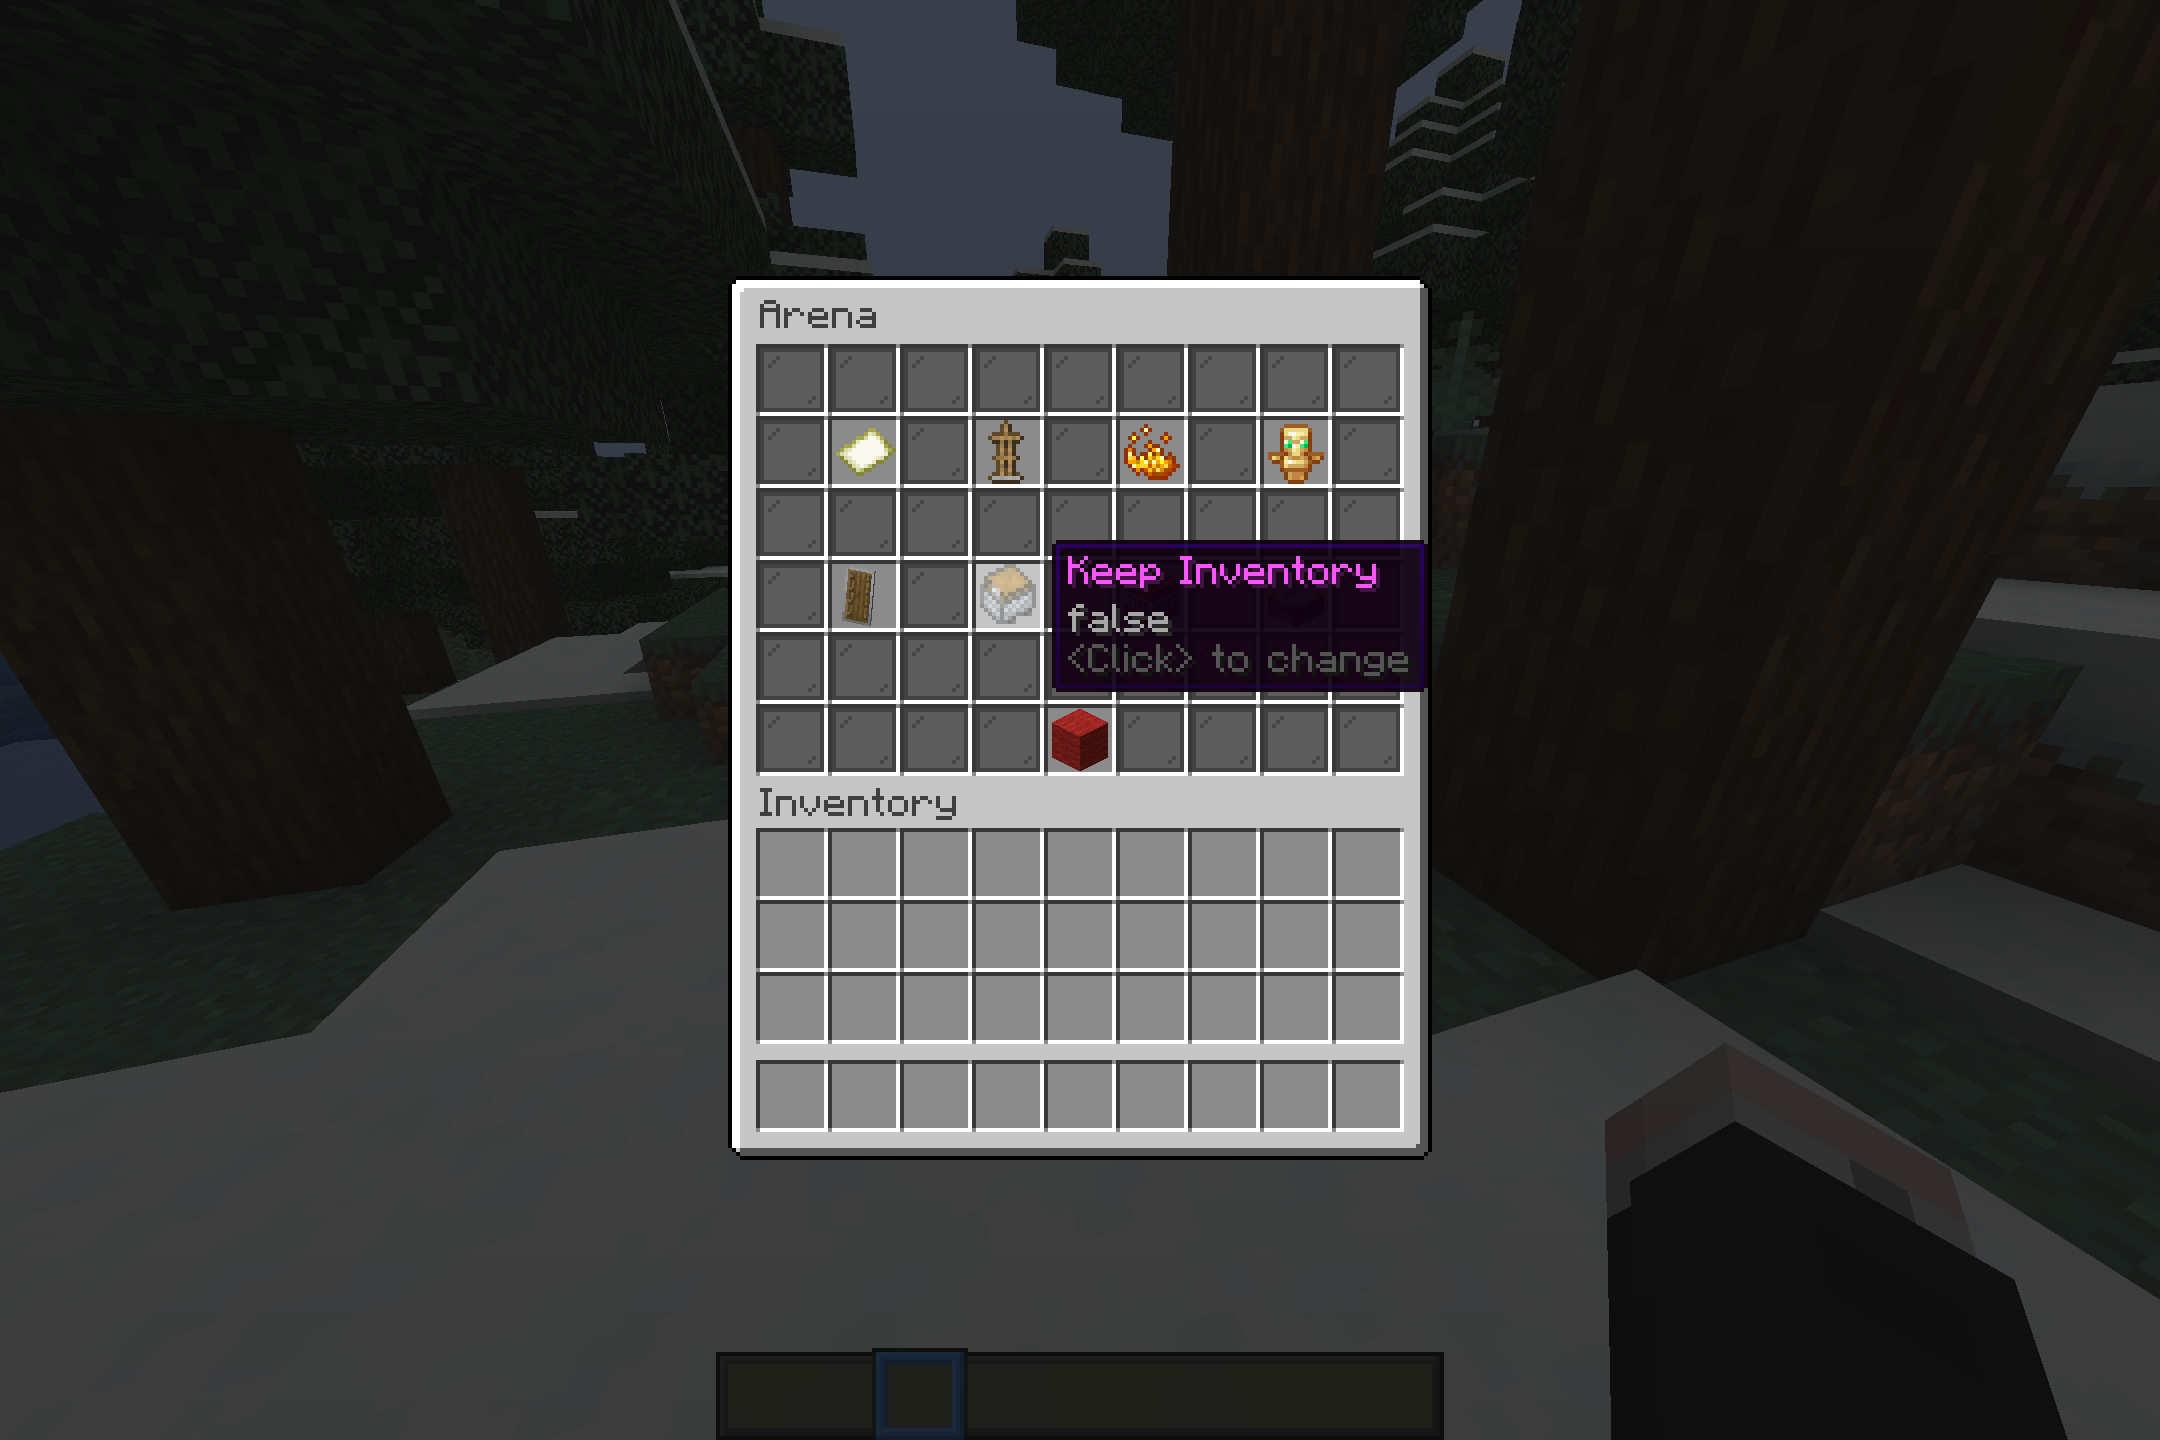 Arena
Keep Inventory
false
<Click> to change
Inventory